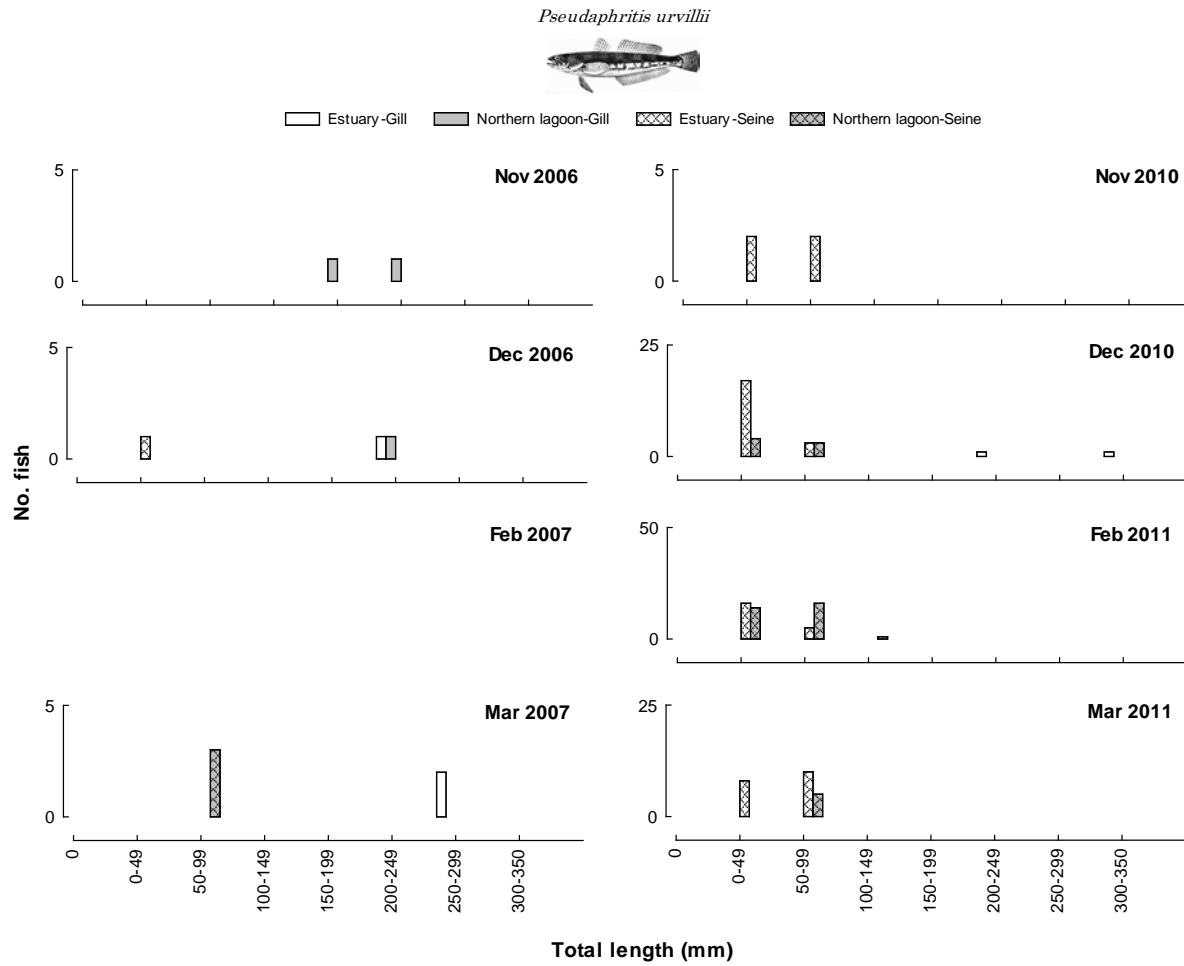 Pseudaphritis urvillii
Estuary-Gill Northern lagoon-Gill Estuary-Seine Northern lagoon-Seine
Nov 2006
5
0
Nov 2010
5
0
Dec 2006
5
0
Dec 2010
25
0
Feb 2007
Feb 2011
50
0
Mar 2007
5
0
Mar 2011
25
0
No. fish
0
0-49
50-99
100-149
150-199
200-249
250-299
300-350
0
0-49
50-99
100-149
150-199
200-249
250-299
300-350
Total length (mm)